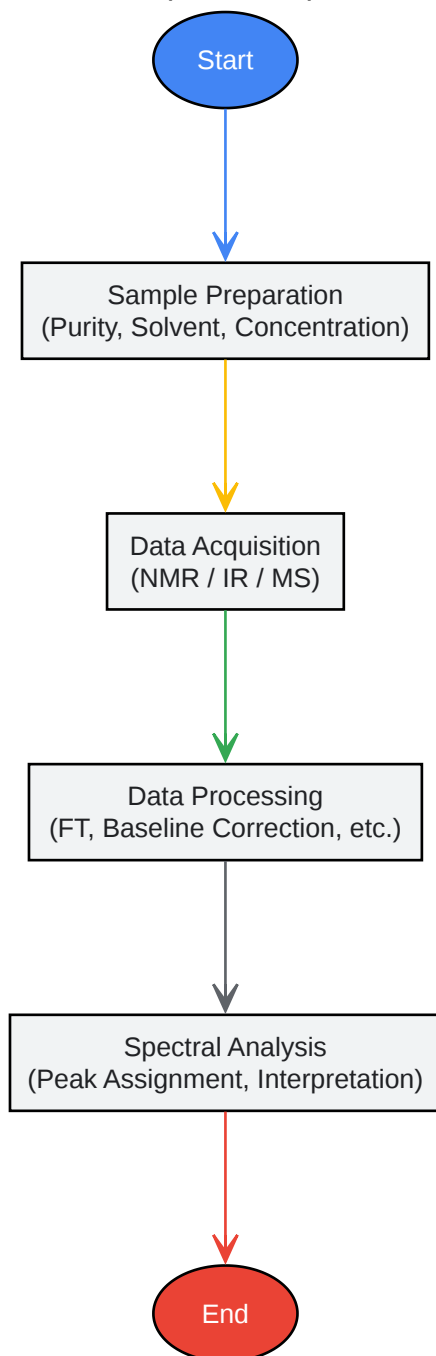 Start
Sample Preparation
(Purity, Solvent, Concentration)
Data Acquisition
(NMR / IR / MS)
Data Processing
(FT, Baseline Correction, etc.)
Spectral Analysis
(Peak Assignment, Interpretation)
End